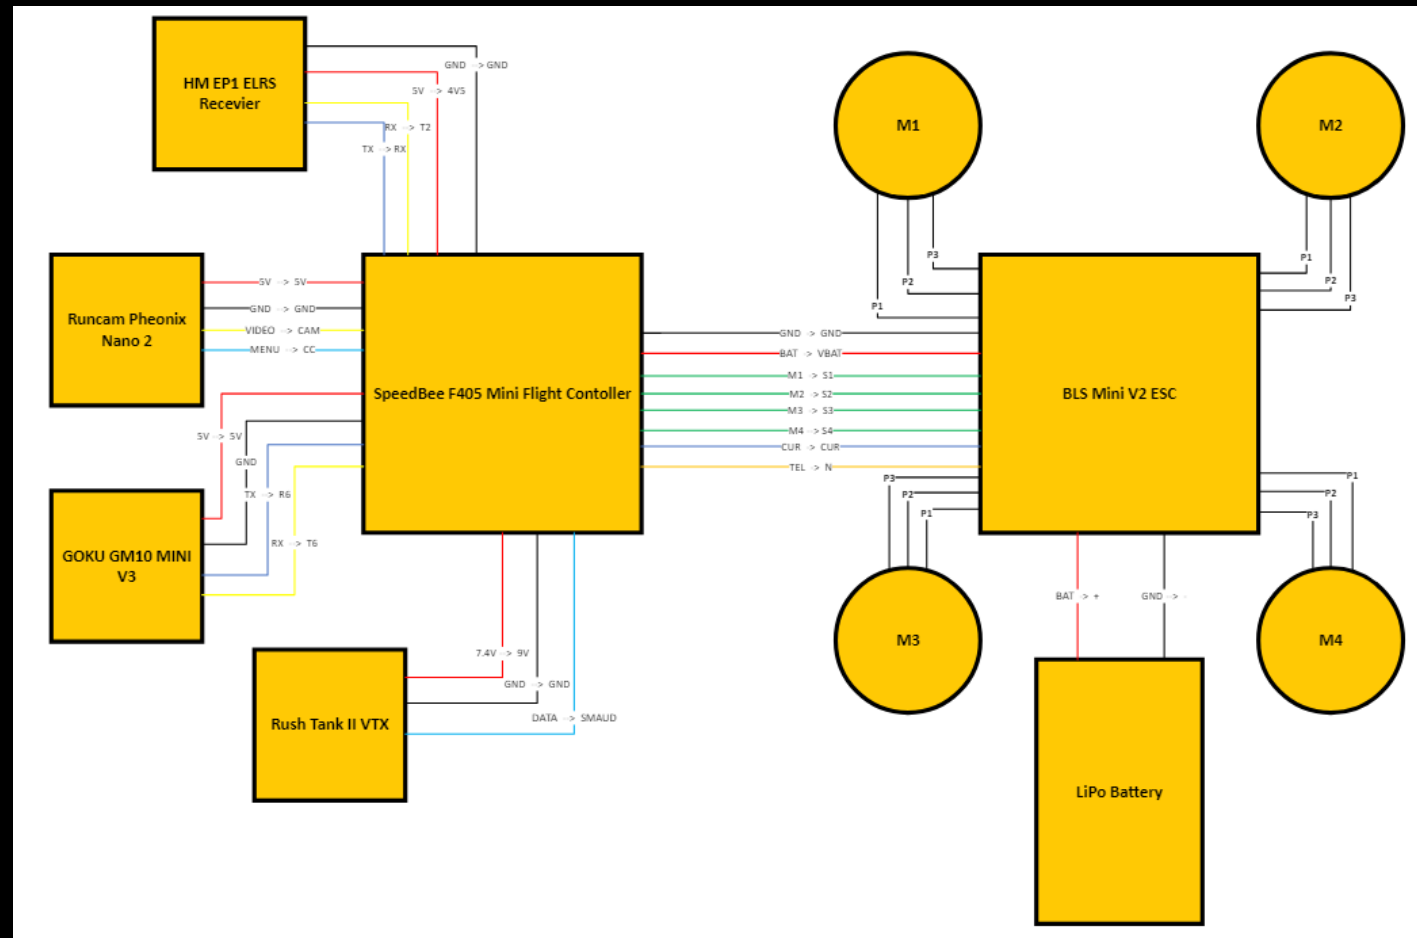 HM EP1 ELRS
Recevier
GND --> GND
5V --> 4V5
RX --> T2
TX --> RX
M1
M2
P3
P2
P1
P1
P2
P3
Runcam Pheonix
Nano 2
5V --> 5V
GND --> GND
VIDEO --> CAM
MENU --> CC
SpeedBee F405 Mini Flight Contoller
GND -> GND
BAT -> VBAT
M1 -> S1
M2 -> S2
M3 -> S3
M4 -> S4
CUR -> CUR
TEL -> N
BLS Mini V2 ESC
5V --> 5V
GND
TX --> R6
RX --> T6
GOKU GM10 MINI
V3
P3
P2
P1
P1
P2
P3
M3
M4
7.4V --> 9V
GND --> GND
DATA --> SMAUD
Rush Tank II VTX
BAT --> +
GND --> -
LiPo Battery